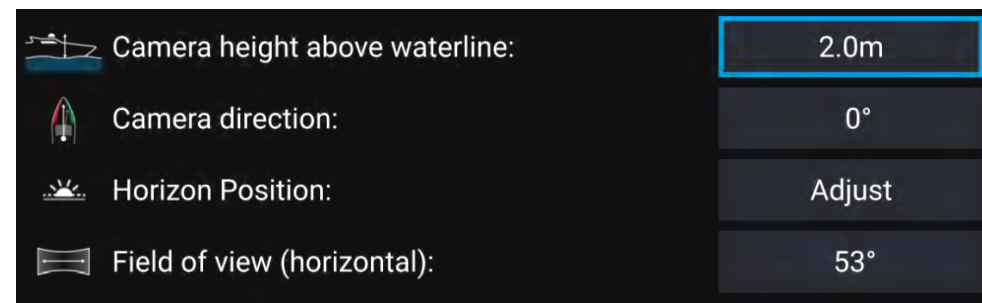 Camera height above waterline: 2.0m
Camera direction: 0°
Horizon Position: Adjust
Field of view (horizontal): 53°